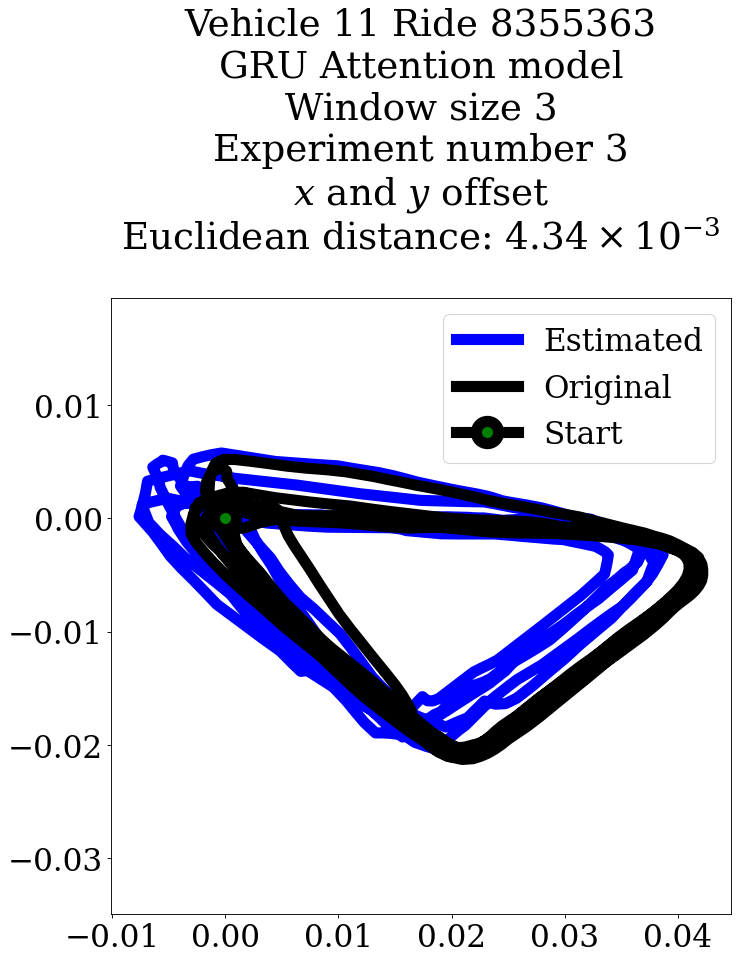 Vehicle 11 Ride 8355363
GRU Attention model
Window size 3
Experiment number 3
x and y offset
Euclidean distance: 4.34 × 10⁻³
Estimated
Original
Start
0.01
0.00
−0.01
−0.02
−0.03
−0.01 0.00 0.01 0.02 0.03 0.04